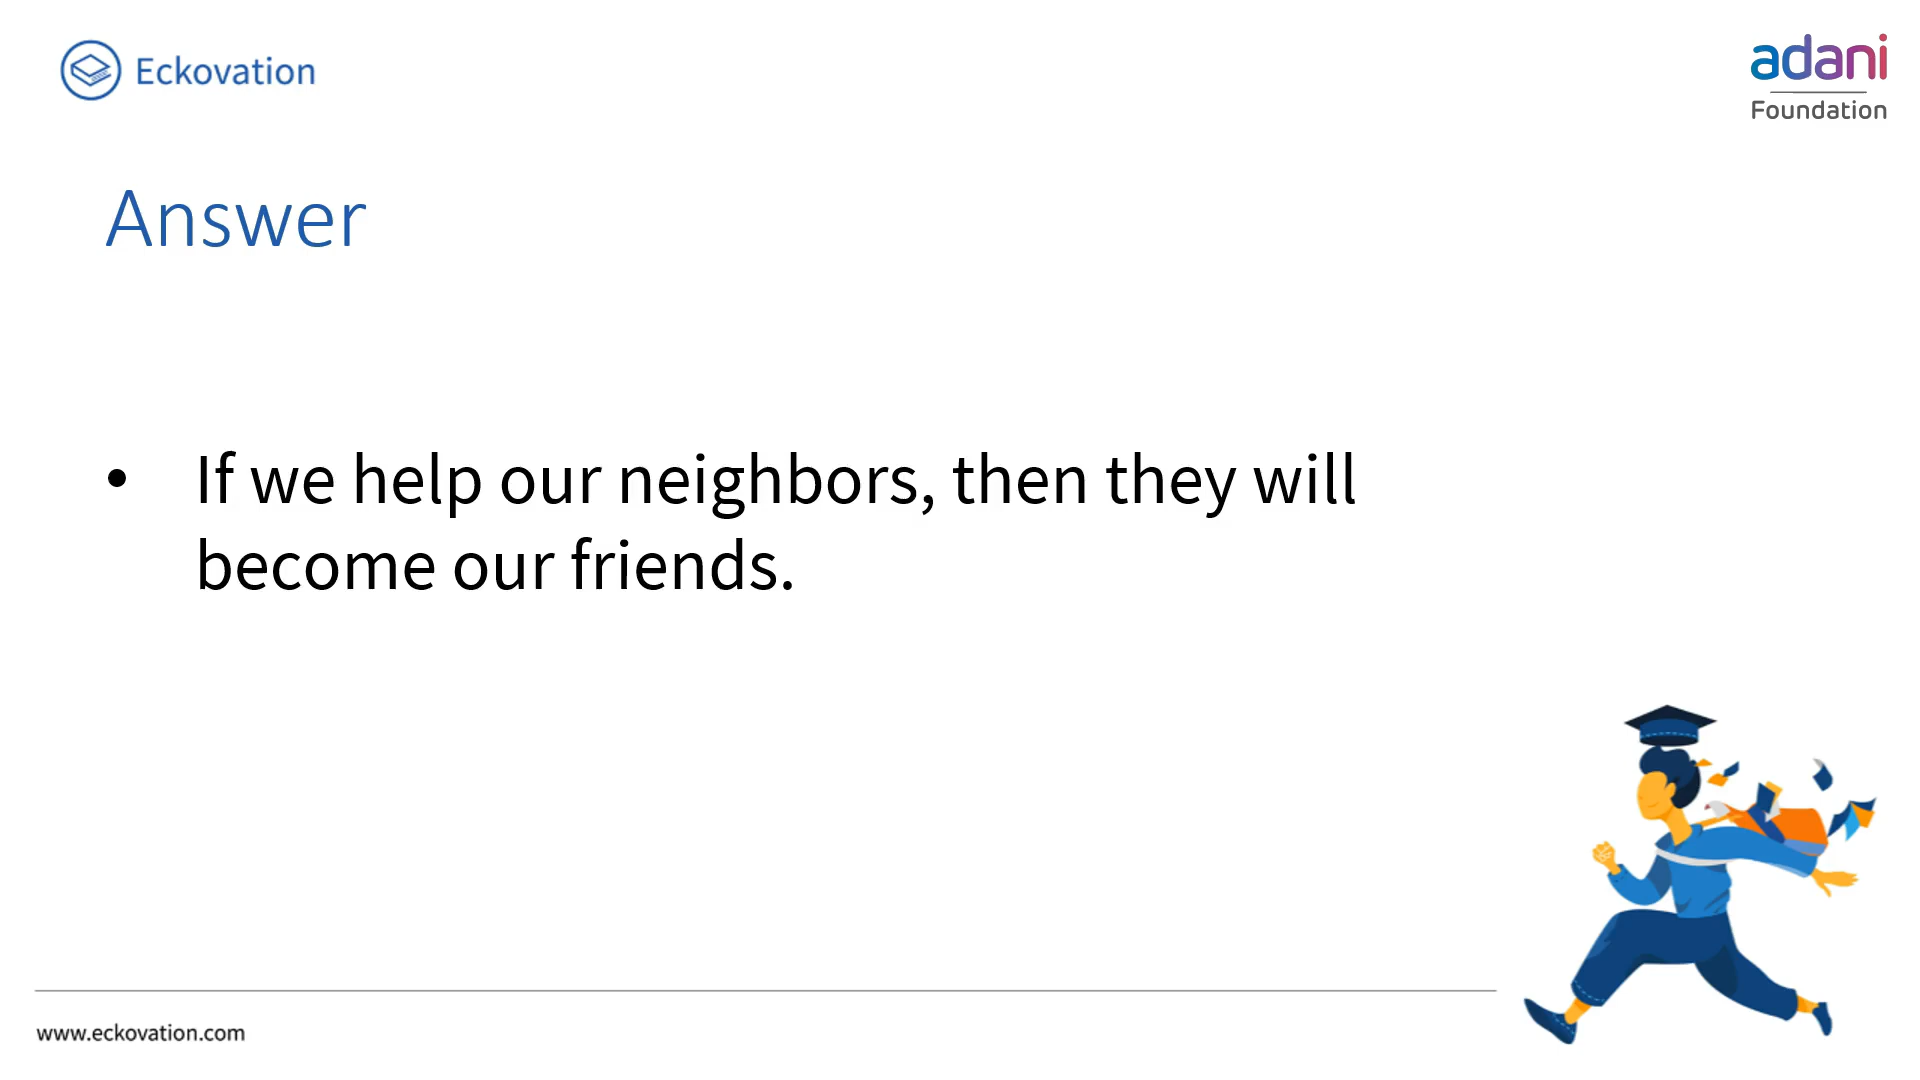 Eckovation
adani
Foundation
Answer
• If we help our neighbors, then they will
become our friends.
www.eckovation.com